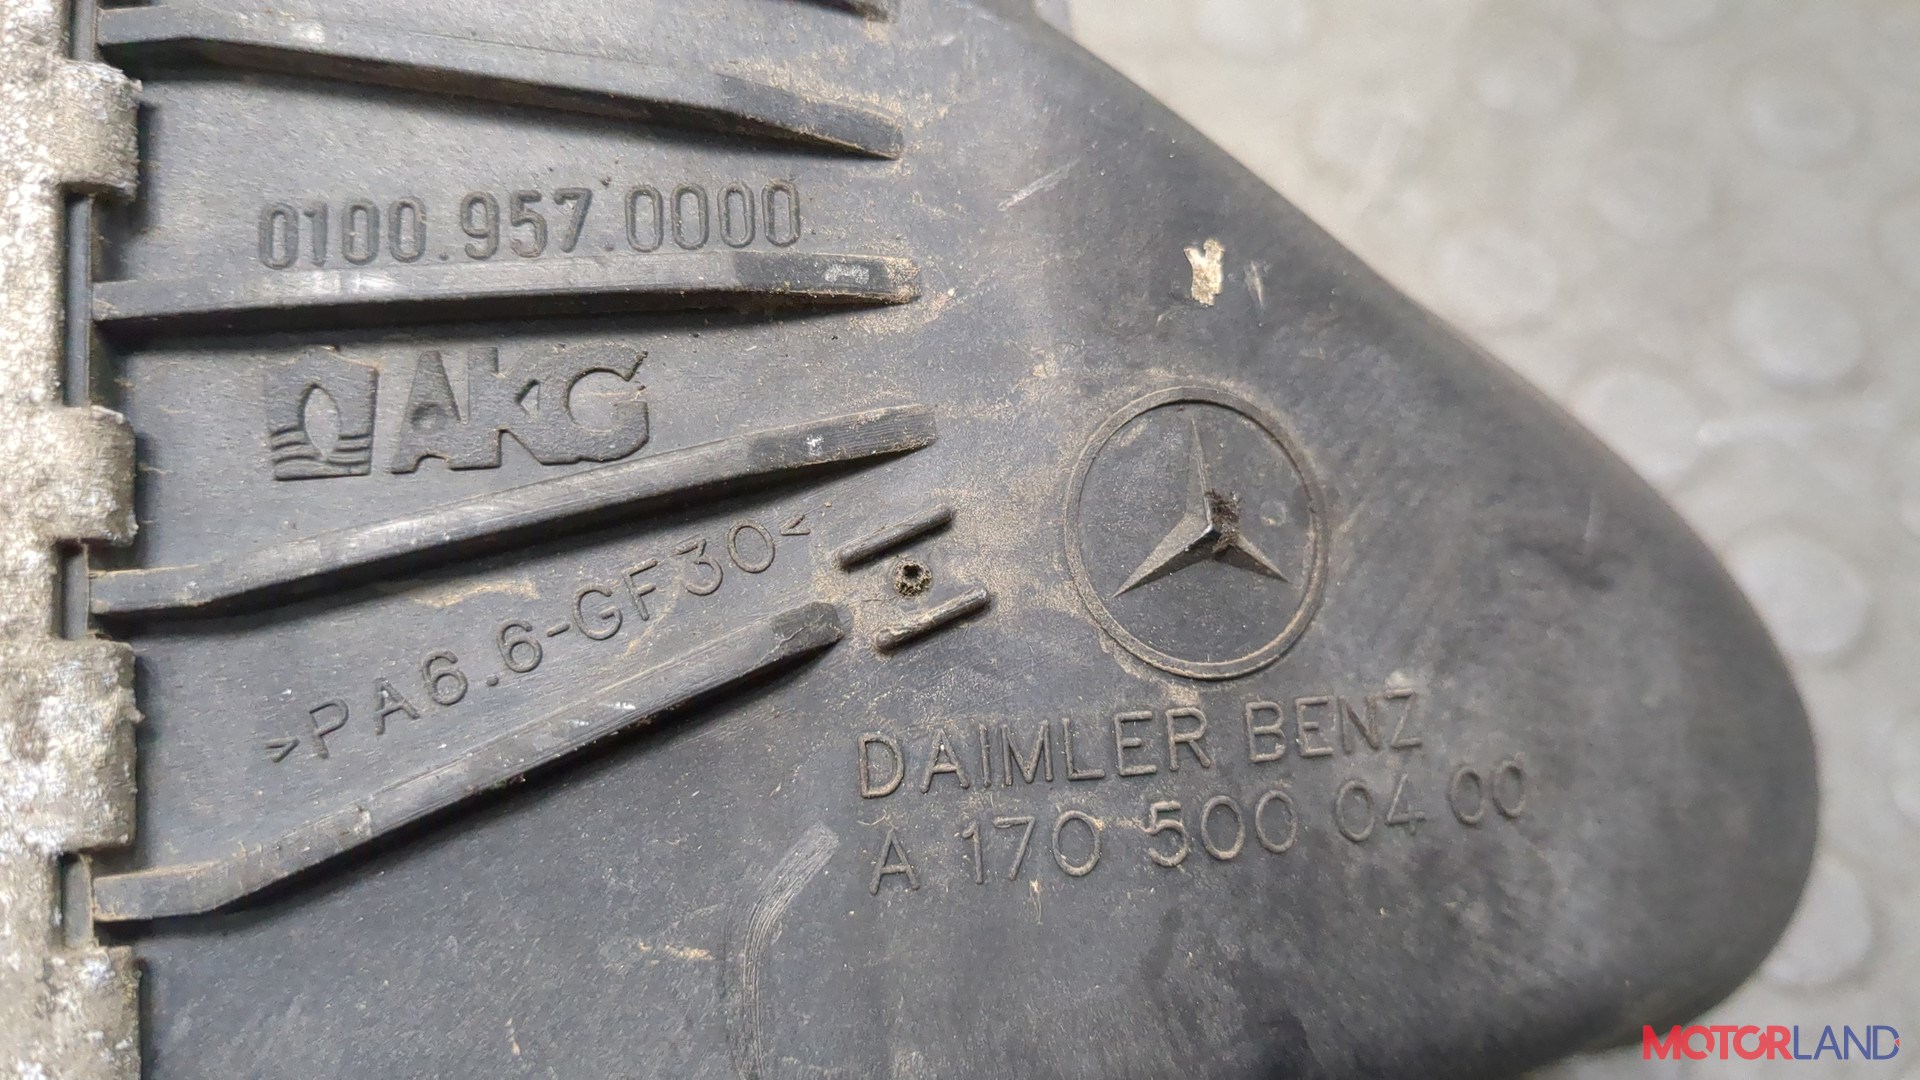 0100.957.0000
AKG
>PA6.6-GF30<
DAIMLER BENZ
A 170 500 04 00
MOTORLAND